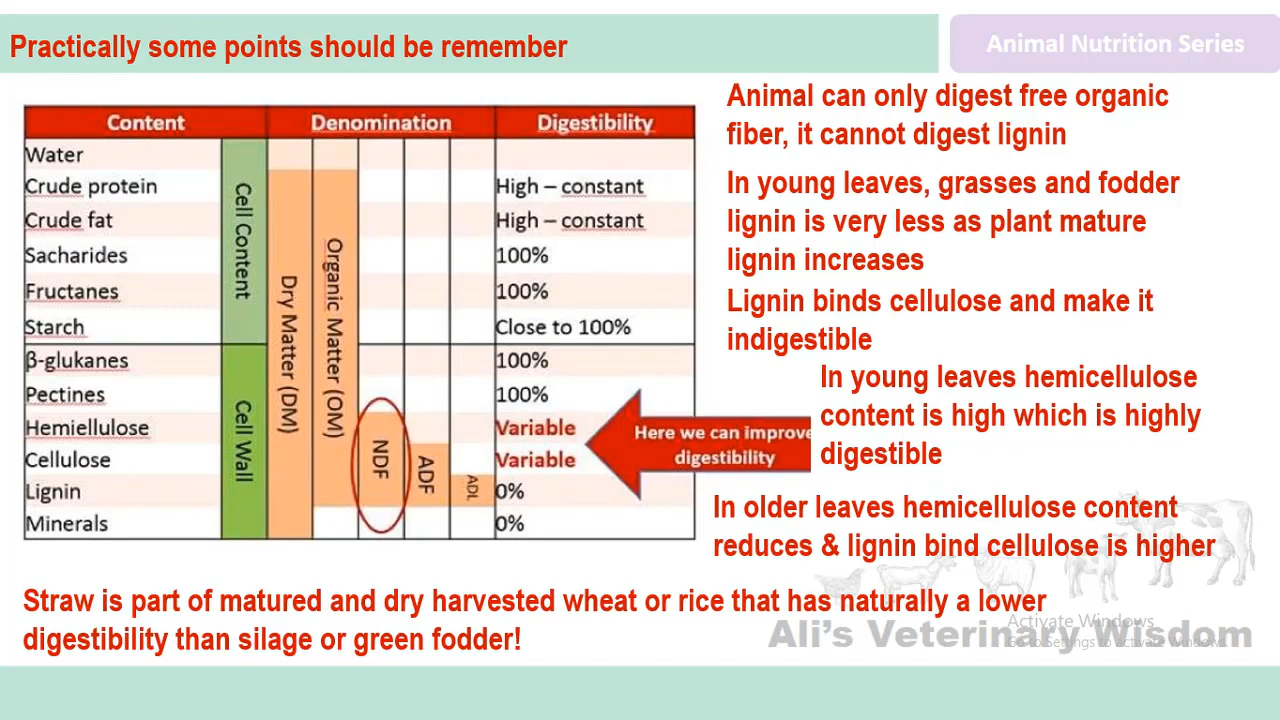 Practically some points should be remember
Animal Nutrition Series
Content Denomination Digestibility
Water
Crude protein High – constant
Crude fat High – constant
Sacharides 100%
Fructanes 100%
Starch Close to 100%
β-glukanes 100%
Pectines 100%
Hemiellulose Variable
Cellulose Variable
Lignin 0%
Minerals 0%
Cell Content
Cell Wall
Dry Matter (DM)
Organic Matter (OM)
NDF
ADF
ADL
Here we can improve
digestibility
Animal can only digest free organic
fiber, it cannot digest lignin
In young leaves, grasses and fodder
lignin is very less as plant mature
lignin increases
Lignin binds cellulose and make it
indigestible
In young leaves hemicellulose
content is high which is highly
digestible
In older leaves hemicellulose content
reduces & lignin bind cellulose is higher
Straw is part of matured and dry harvested wheat or rice that has naturally a lower
digestibility than silage or green fodder!
Activate Windows
Go to Settings to activate Windows.
Ali's Veterinary Wisdom